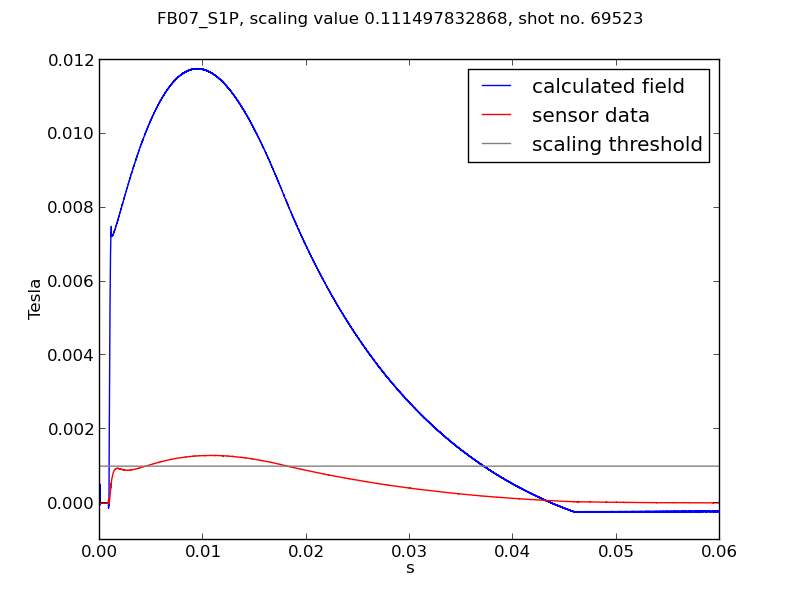 FB07_S1P, scaling value 0.111497832868, shot no. 69523
0.012
0.010
0.008
0.006
0.004
0.002
0.000
Tesla
calculated field
sensor data
scaling threshold
0.00
0.01
0.02
0.03
0.04
0.05
0.06
s